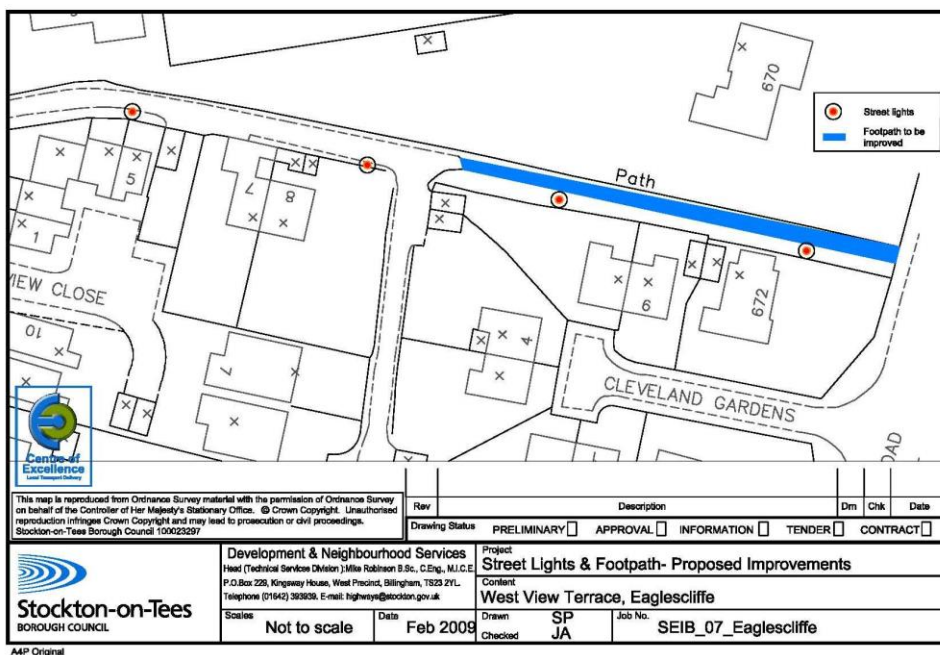 670
Street lights
Footpath to be
improved
Path
5
7
8
1
VIEW CLOSE
10
7
4
6
672
CLEVELAND GARDENS
OAD
Centre of
Excellence
Local Transport Delivery
This map is reproduced from Ordnance Survey material with the permission of Ordnance Survey
on behalf of the Controller of Her Majesty's Stationary Office. © Crown Copyright. Unauthorised
reproduction infringes Crown Copyright and may lead to prosecution or civil proceedings.
Stockton-on-Tees Borough Council 100023297
Rev Description Drn Chk Date
Drawing Status PRELIMINARY APPROVAL INFORMATION TENDER CONTRACT
Stockton-on-Tees
BOROUGH COUNCIL
Development & Neighbourhood Services
Head (Technical Services Division ):Mike Robinson B.Sc., C.Eng., M.I.C.E.
P.O.Box 229, Kingsway House, West Precinct, Billingham, TS23 2YL.
Telephone (01642) 393939. E-mail: highways@stockton.gov.uk
Scales Not to scale
Date Feb 2009
Project
Street Lights & Footpath- Proposed Improvements
Content
West View Terrace, Eaglescliffe
Drawn SP
Checked JA
Job No. SEIB_07_Eaglescliffe
A4P Original